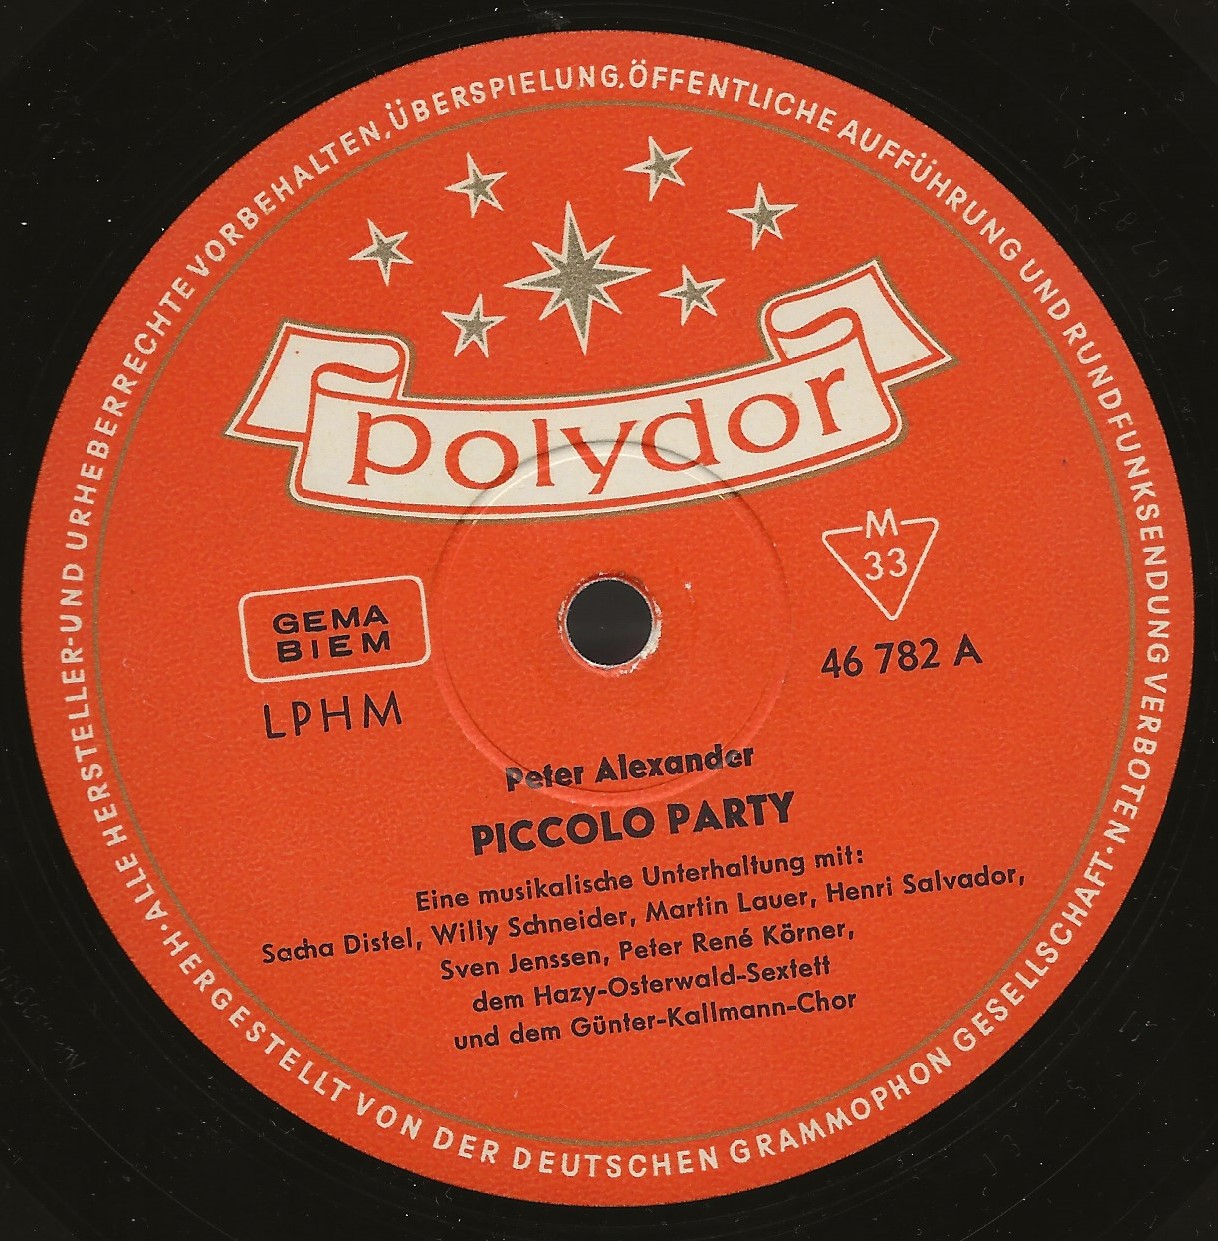 ALLE HERSTELLER-UND URHEBERRECHTE VORBEHALTEN, ÜBERSPIELUNG, ÖFFENTLICHE AUFFÜHRUNG UND RUNDFUNKSENDUNG VERBOTEN ·
N · HERGESTELLT VON DER DEUTSCHEN GRAMMOPHON GESELLSCHAFT ·
polydor
M
33
GEMA
BIEM
46 782 A
LPHM
Peter Alexander
PICCOLO PARTY
Eine musikalische Unterhaltung mit:
Sacha Distel, Willy Schneider, Martin Lauer, Henri Salvador,
Sven Jenssen, Peter René Körner,
dem Hazy-Osterwald-Sextett
und dem Günter-Kallmann-Chor